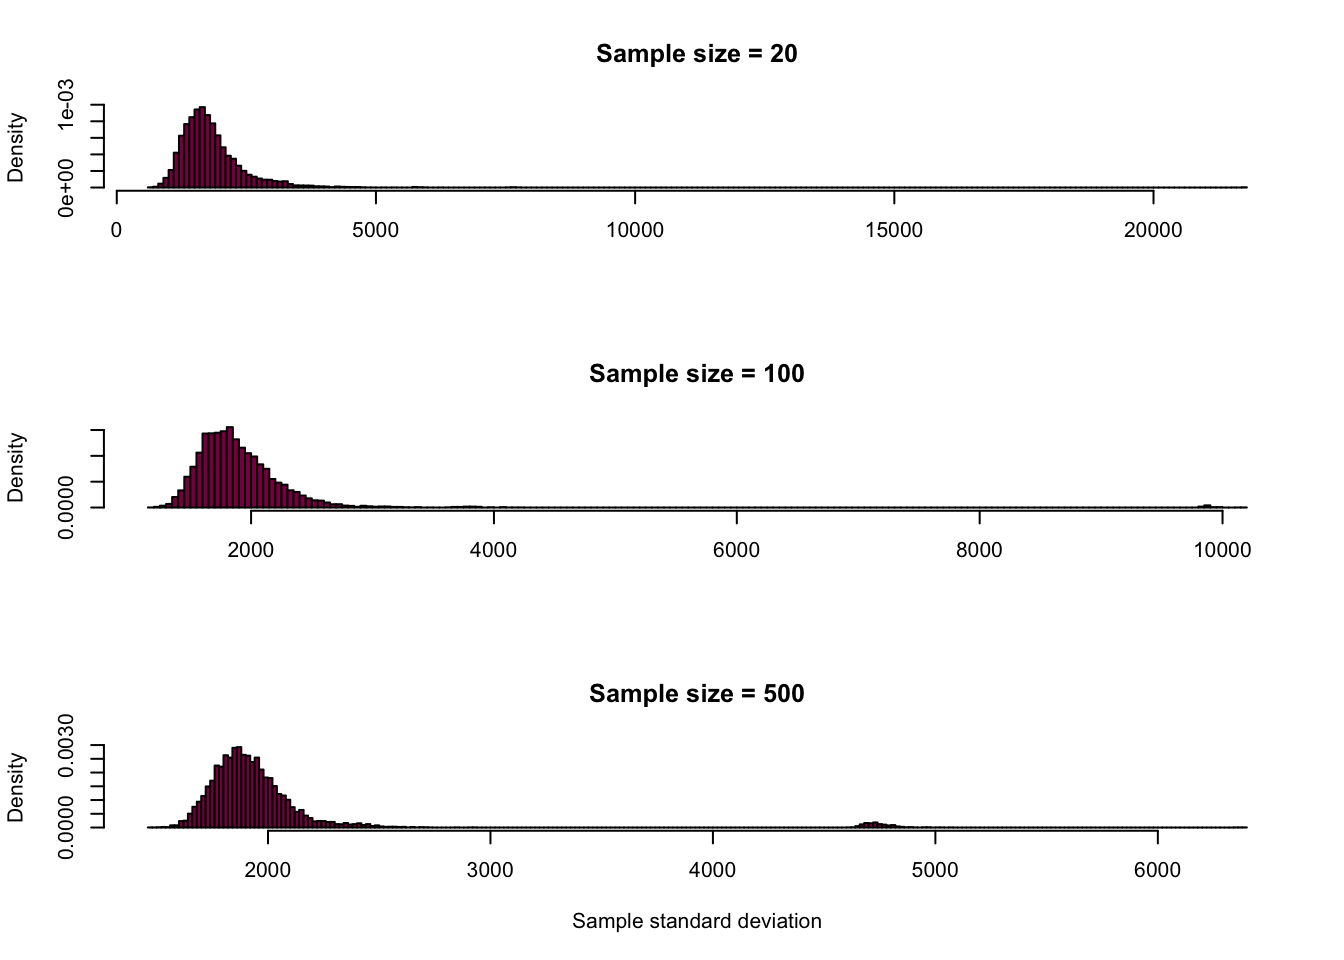 Sample size = 20
Density
0e+00 1e-03
0 5000 10000 15000 20000
Sample size = 100
Density
0.0000
2000 4000 6000 8000 10000
Sample size = 500
Density
0.0000 0.0030
2000 3000 4000 5000 6000
Sample standard deviation